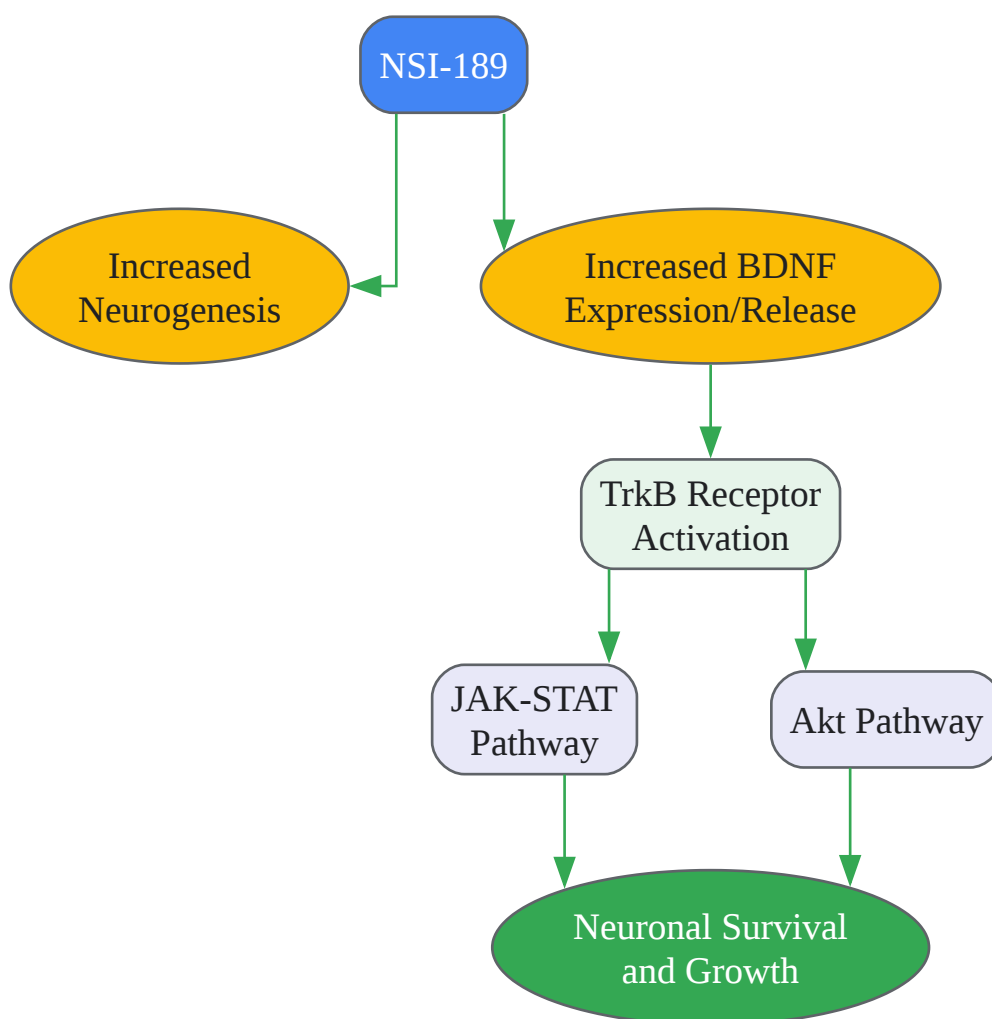 NSI-189
Increased
Neurogenesis
Increased BDNF
Expression/Release
TrkB Receptor
Activation
JAK-STAT
Pathway
Akt Pathway
Neuronal Survival
and Growth